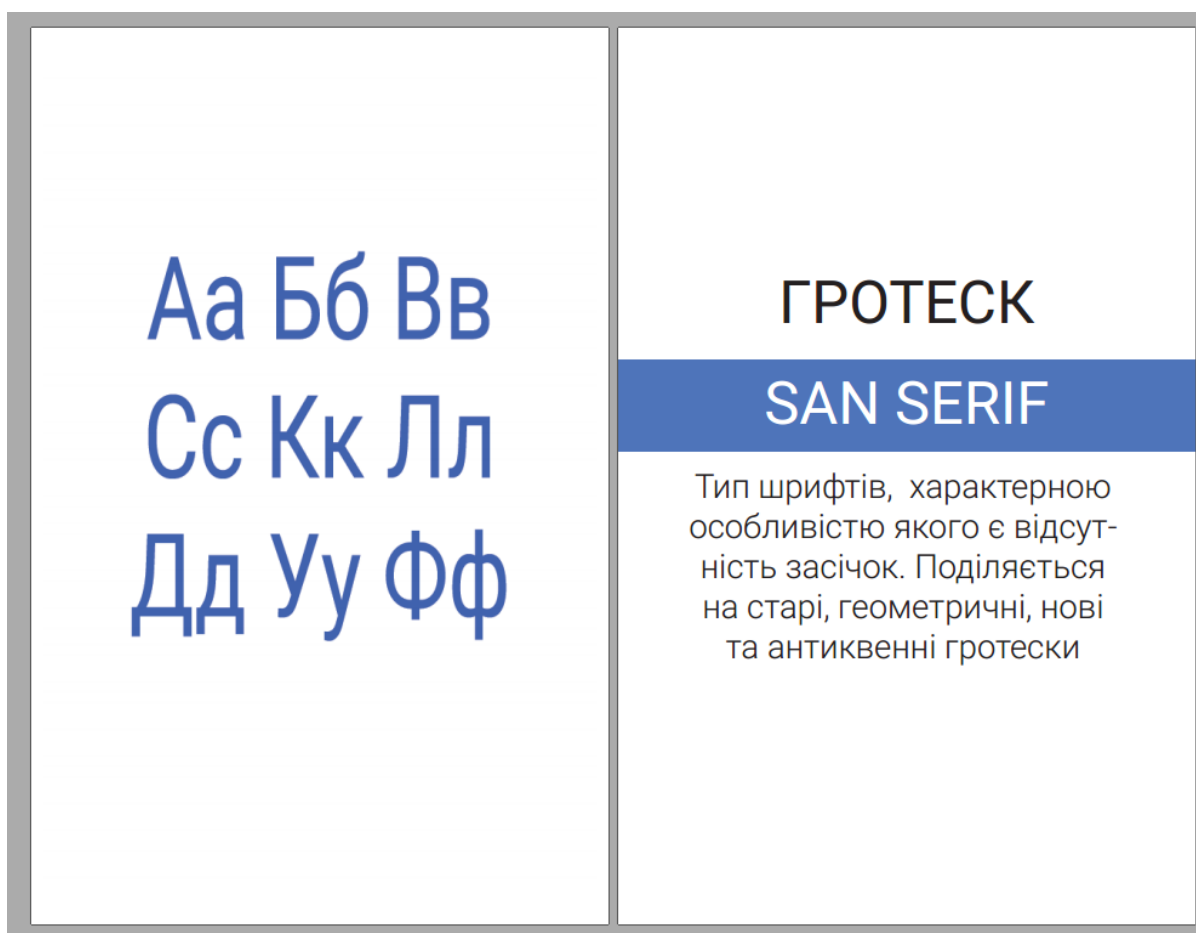 Аа Бб Вв
Сс Кк Лл
Дд Уу Фф
ГРОТЕСК
SAN SERIF
Тип шрифтів,  характерною
особливістю якого є відсут-
ність засічок. Поділяється
на старі, геометричні, нові
та антиквенні гротески